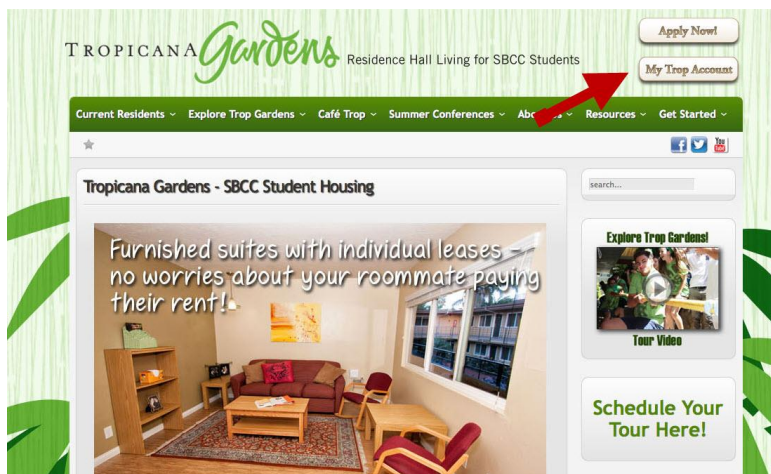 Apply Now!
TROPICANA Gardens Residence Hall Living for SBCC Students
My Trop Account
Current Residents Explore Trop Gardens Café Trop Summer Conferences Resources Get Started
Tropicana Gardens - SBCC Student Housing
search...
Furnished suites with individual leases -
no worries about your roommate paying
their rent!
Explore Trop Gardens!
Tour Video
Schedule Your
Tour Here!